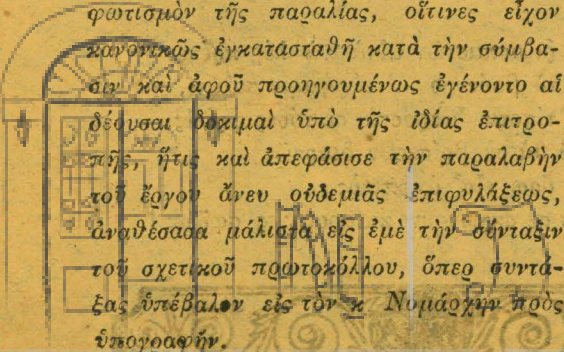 φωτισμὸν τῆς παραλίας, οἵτινες εἶχον
κανονικῶς ἐγκατασταθῆ κατὰ τὴν σύμβα-
σιν καὶ ἀφοῦ προηγουμένως ἐγένοντο αἱ
δέουσαι δοκιμαὶ ὑπὸ τῆς ἰδίας ἐπιτρο-
πῆς, ἥτις καὶ ἀπεφάσισε τὴν παραλαβὴν
τοῦ ἔργου ἄνευ οὐδεμιᾶς ἐπιφυλάξεως,
ἀναθέσασα μάλιστα εἰς ἐμὲ τὴν σύνταξιν
τοῦ σχετικοῦ πρωτοκόλλου, ὅπερ συντά-
ξας ὑπέβαλον εἰς τὸν κ Νομάρχην πρὸς
ὑπογραφήν.